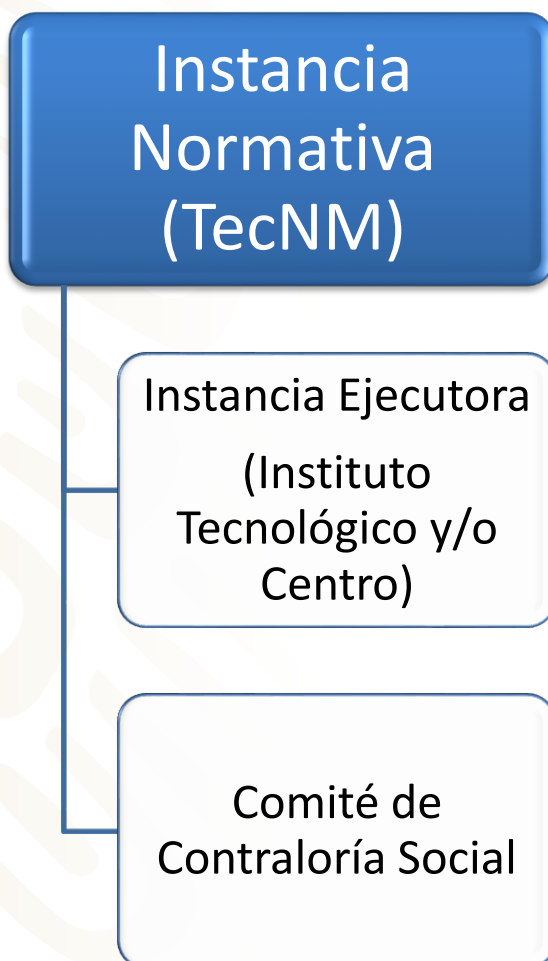 Instancia
Normativa
(TecNM)
Instancia Ejecutora
(Instituto
Tecnológico y/o
Centro)
Comité de
Contraloría Social